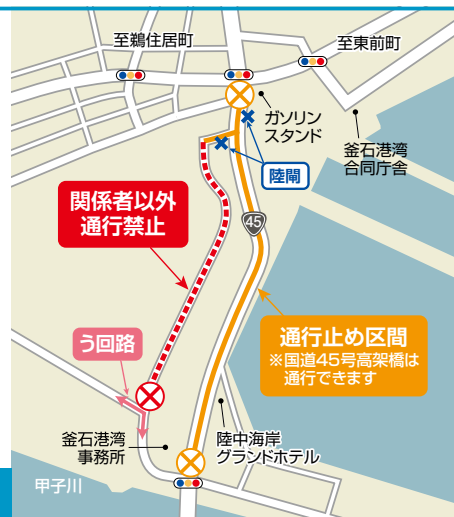 至鵜住居町
至東前町
ガソリン
スタンド
釜石港湾
合同庁舎
陸閘
関係者以外
通行禁止
45
う回路
通行止め区間
※国道45号高架橋は
通行できます
釜石港湾
事務所
陸中海岸
グランドホテル
甲子川